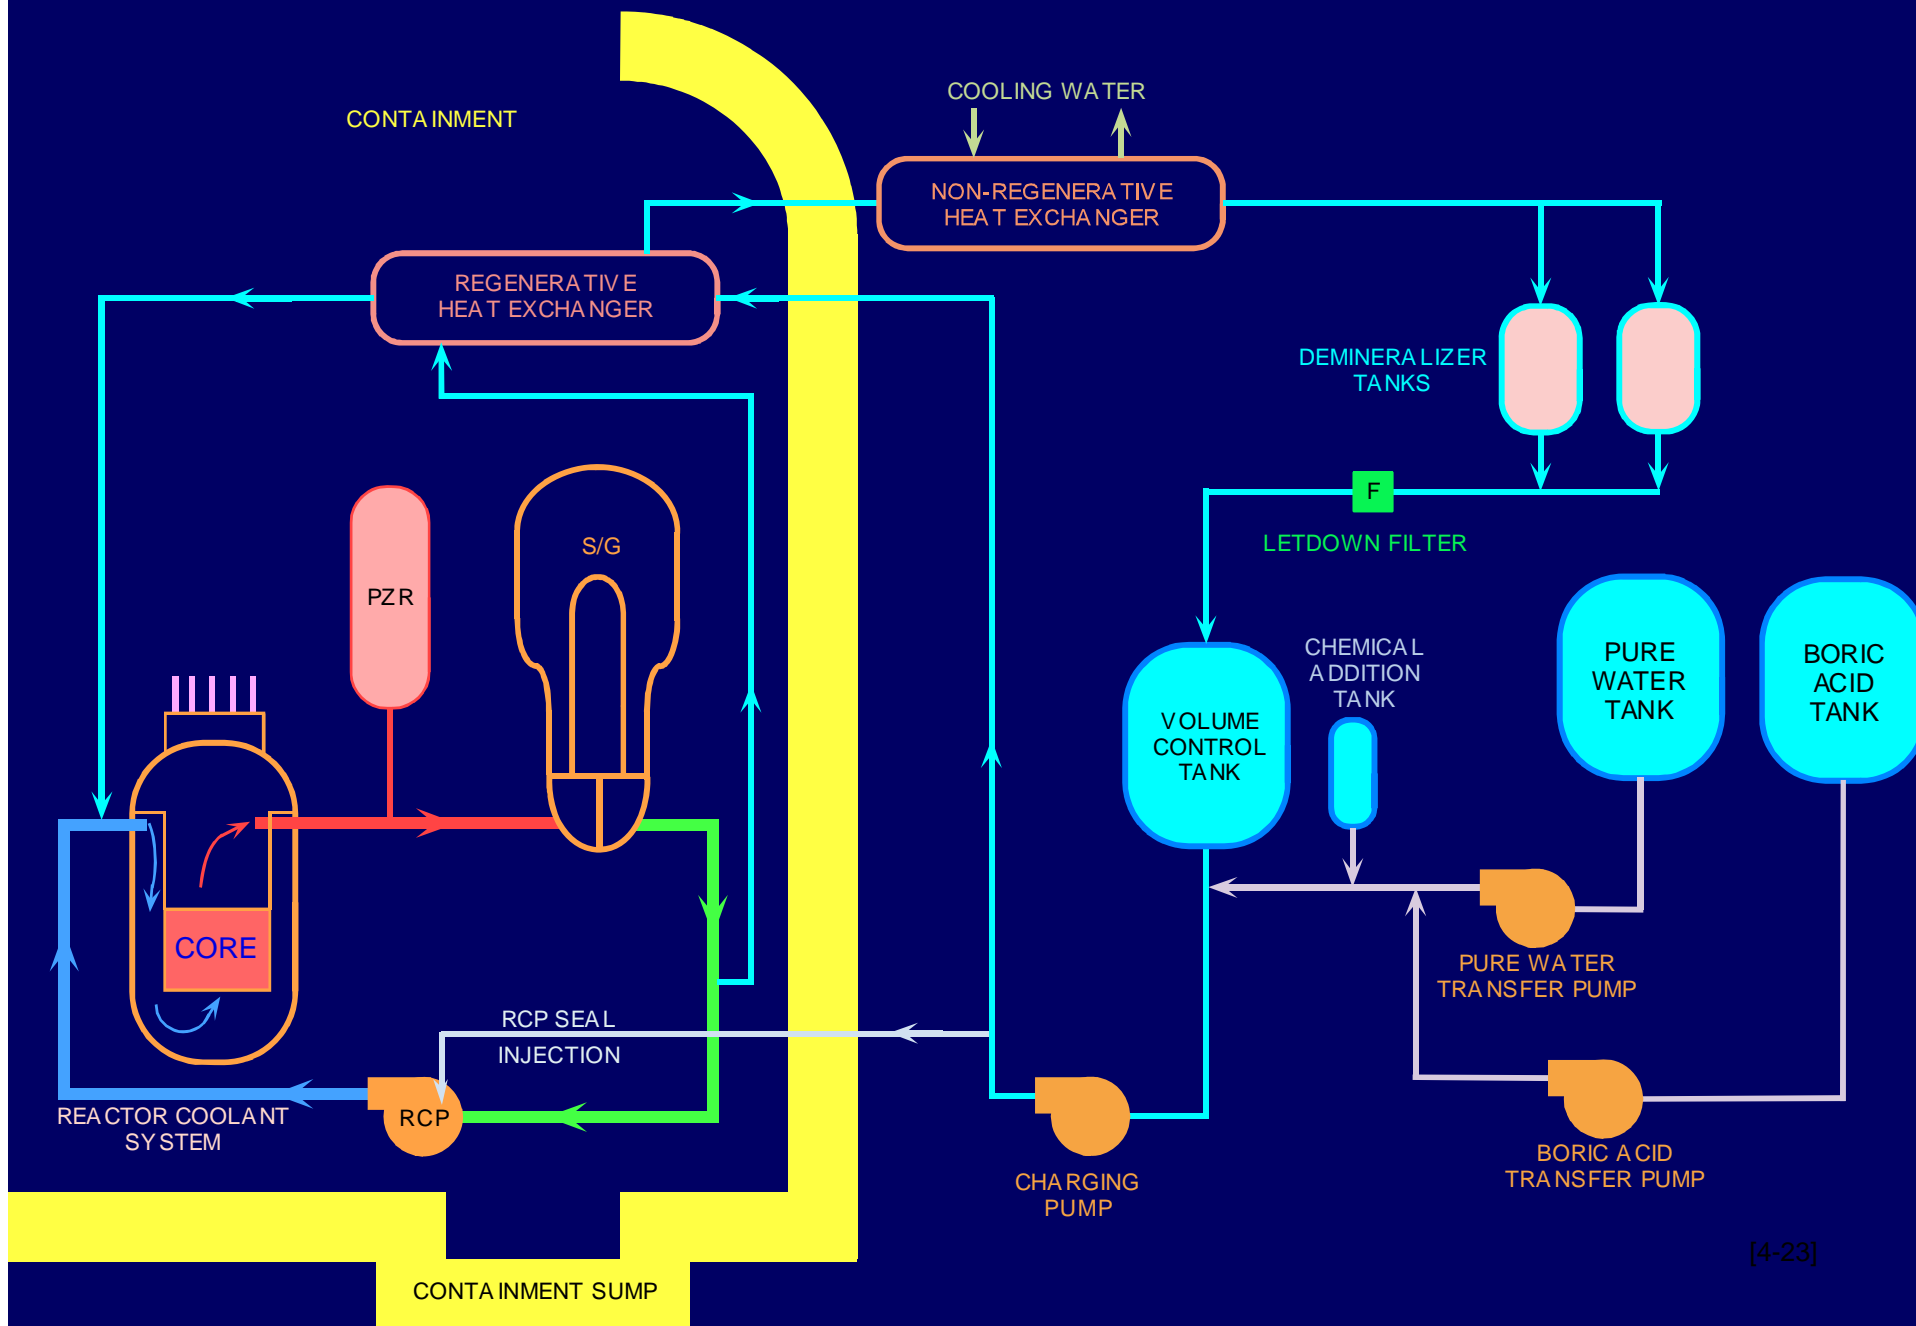 COOLING WATER
CONTAINMENT
NON-REGENERATIVE
HEAT EXCHANGER
REGENERATIVE
HEAT EXCHANGER
DEMINERALIZER
TANKS
F
LETDOWN FILTER
S/G
PZR
CHEMICAL
ADDITION
TANK
PURE
WATER
TANK
BORIC
ACID
TANK
VOLUME
CONTROL
TANK
CORE
PURE WATER
TRANSFER PUMP
RCP SEAL
INJECTION
REACTOR COOLANT
SYSTEM
RCP
BORIC ACID
TRANSFER PUMP
CHARGING
PUMP
[4-23]
CONTAINMENT SUMP